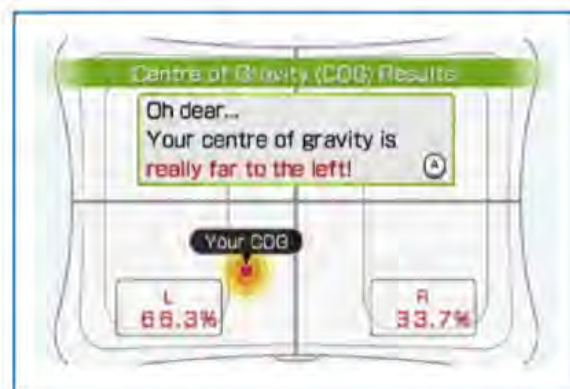 Centre of Gravity (COG) Results
Oh dear...
Your centre of gravity is
really far to the left!
A
Your COG
L
66.3%
R
33.7%